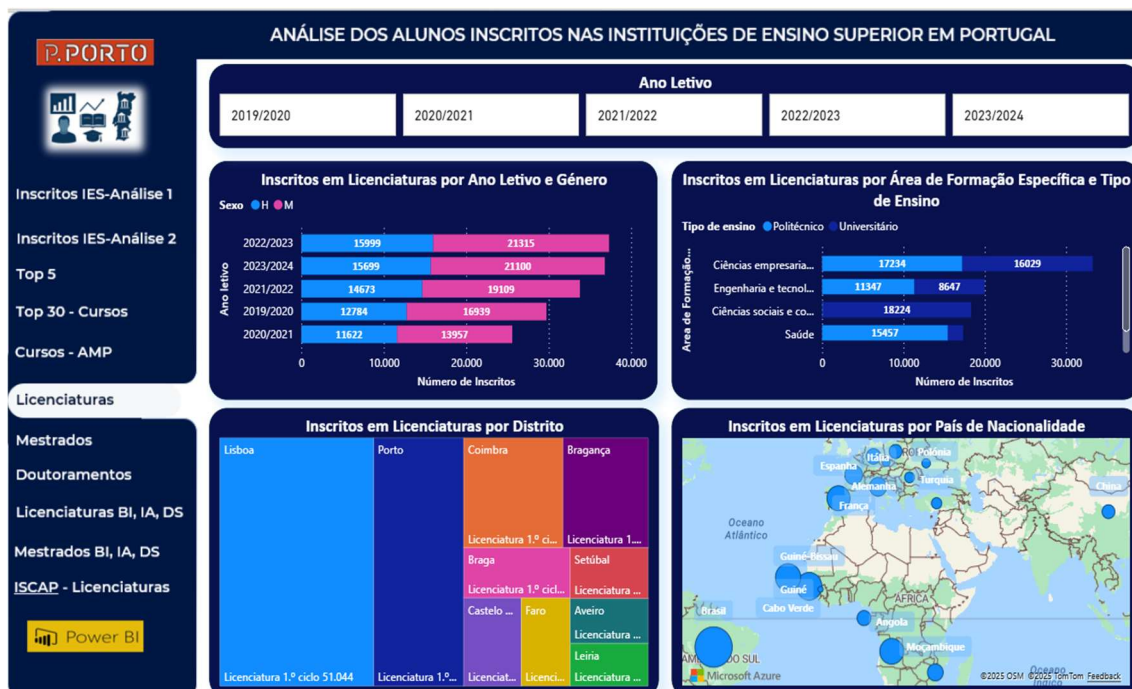 P.PORTO
ANÁLISE DOS ALUNOS INSCRITOS NAS INSTITUIÇÕES DE ENSINO SUPERIOR EM PORTUGAL
Ano Letivo
2019/2020
2020/2021
2021/2022
2022/2023
2023/2024
Inscritos IES-Análise 1
Inscritos IES-Análise 2
Top 5
Top 30 - Cursos
Cursos - AMP
Licenciaturas
Mestrados
Doutoramentos
Licenciaturas BI, IA, DS
Mestrados BI, IA, DS
ISCAP - Licenciaturas
Power BI
Inscritos em Licenciaturas por Ano Letivo e Género
Sexo H M
Ano letivo
2022/2023 15999 21315
2023/2024 15699 21100
2021/2022 14673 19109
2019/2020 12784 16939
2020/2021 11622 13957
0 10.000 20.000 30.000 40.000
Número de Inscritos
Inscritos em Licenciaturas por Área de Formação Específica e Tipo
de Ensino
Tipo de ensino Politécnico Universitário
Área de Formação...
Ciências empresaria... 17234 16029
Engenharia e tecnol... 11347 8647
Ciências sociais e co... 18224
Saúde 15457
0 10.000 20.000 30.000
Número de Inscritos
Inscritos em Licenciaturas por Distrito
Lisboa
Licenciatura 1.º ciclo 51.044
Porto
Licenciatura 1.º...
Coimbra
Licenciatura 1.º ci...
Bragança
Licenciatura 1....
Braga
Licenciatura 1.º cicl...
Setúbal
Licenciatura ...
Castelo ...
Licenciat...
Faro
Licenci...
Aveiro
Licenciatura ...
Leiria
Licenciatura ...
Inscritos em Licenciaturas por País de Nacionalidade
Itália
Polónia
Espanha
Alemanha
Turquia
China
França
Oceano
Atlântico
Guiné-Bissau
Guiné
ÁFRICA
Cabo Verde
Brasil
Angola
Moçambique
DO SUL
Microsoft Azure
©2025 OSM ©2025 TomTom Feedback
Oceano